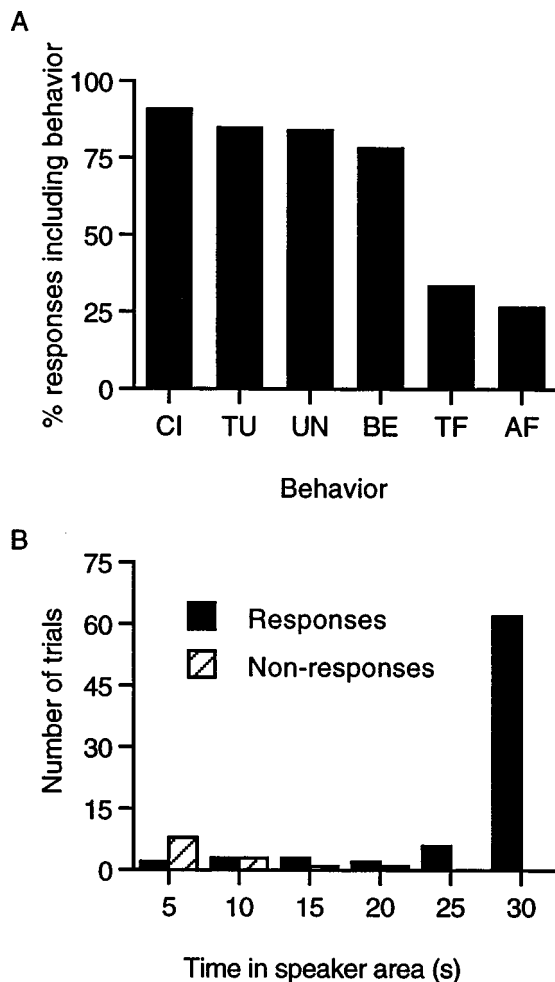 A
% responses including behavior
100
75
50
25
0
CI TU UN BE TF AF
Behavior
B
Number of trials
75
60
45
30
15
0
Responses
Non-responses
5 10 15 20 25 30
Time in speaker area (s)